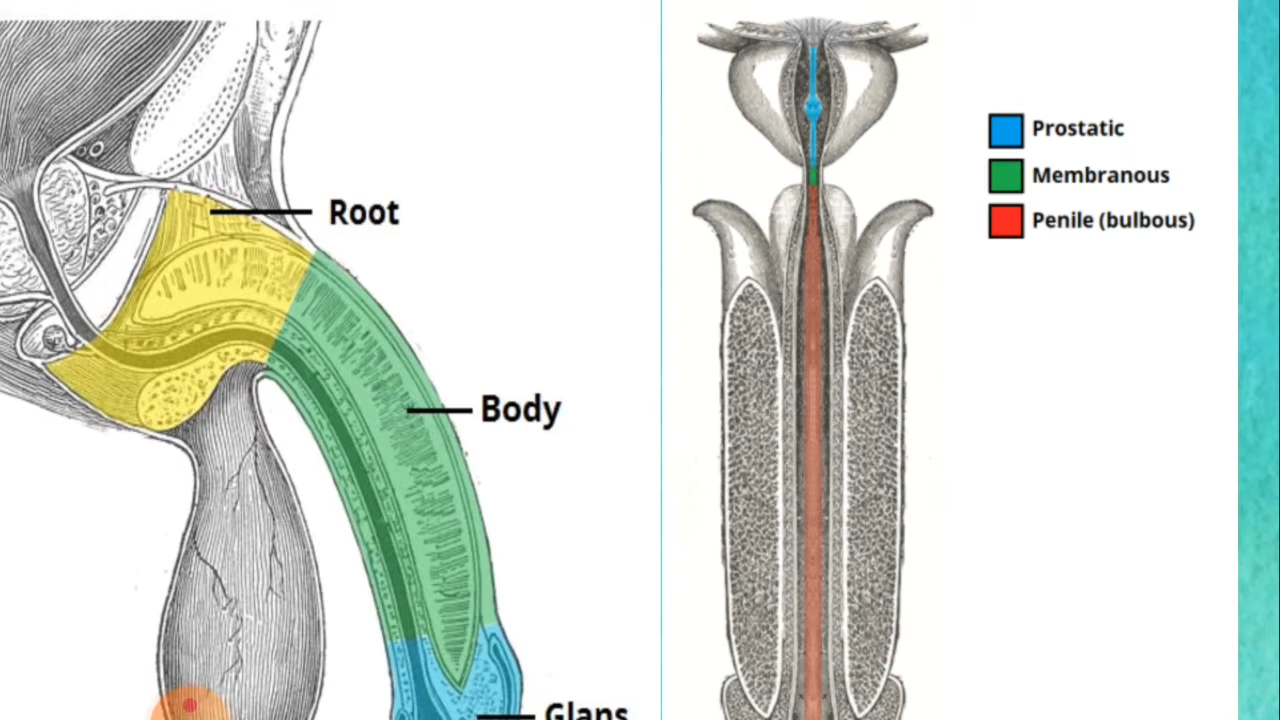 Root
Body
Glans
Prostatic
Membranous
Penile (bulbous)